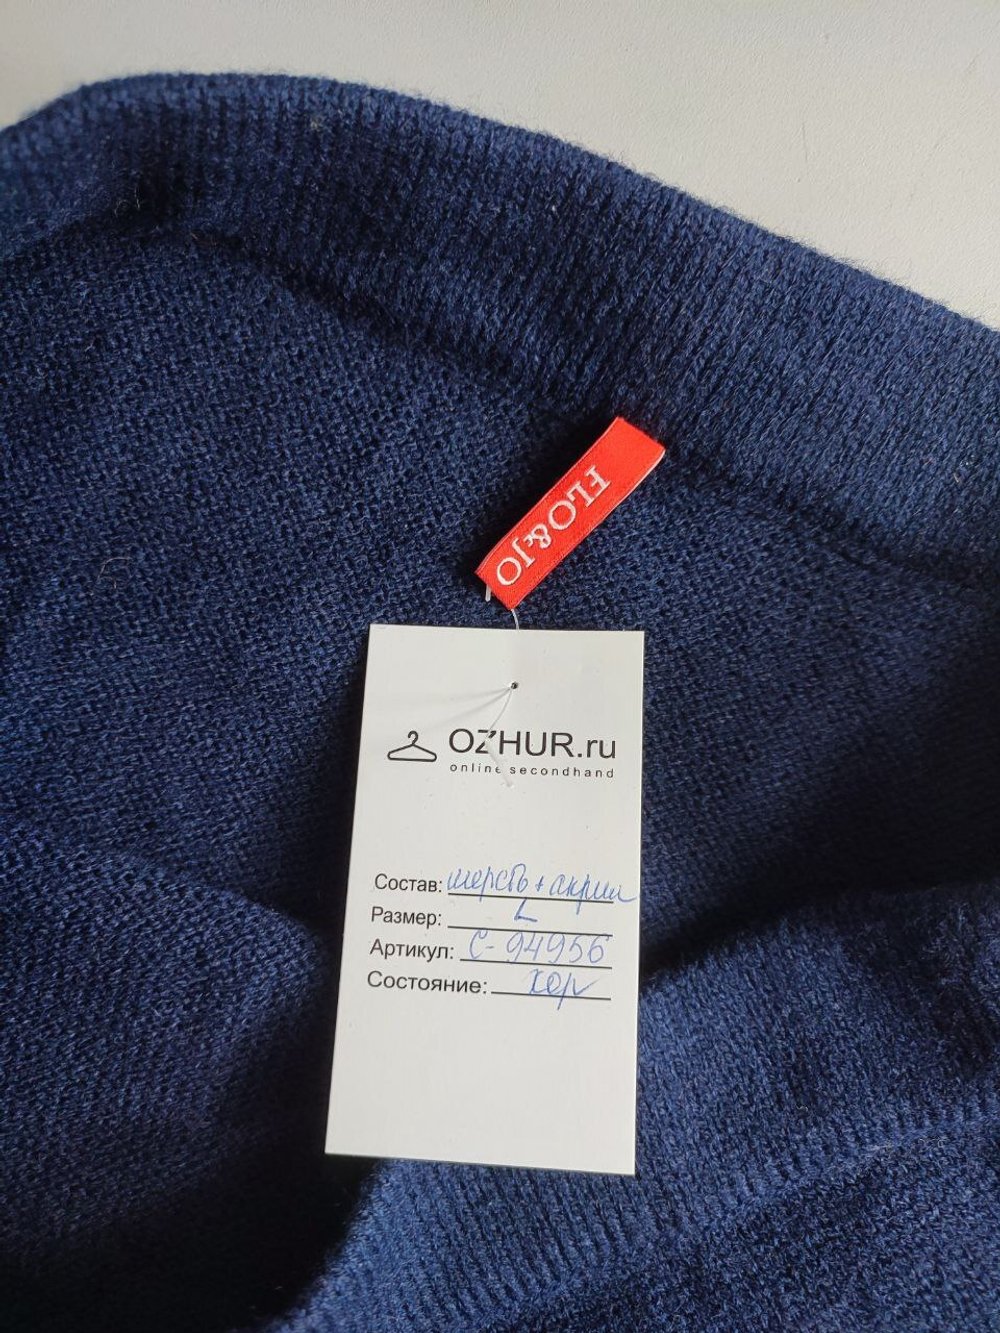 FLO&JO
OZHUR.ru
online secondhand
Состав: шерсть + акрил
Размер: L
Артикул: С-94956
Состояние: хор